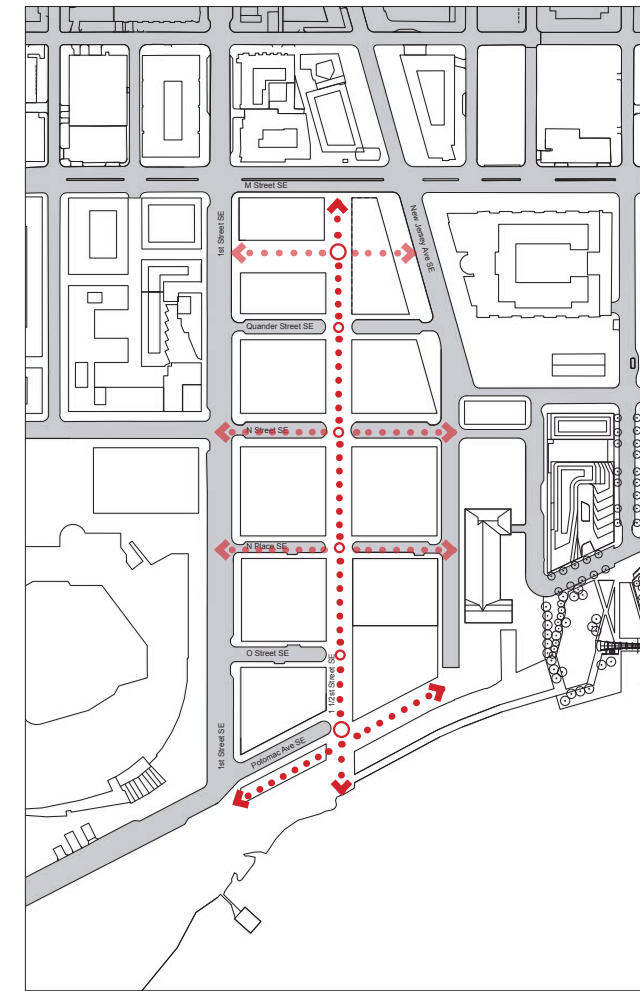 M Street SE
1st Street SE
New Jersey Ave SE
Quander Street SE
N Street SE
N Place SE
O Street SE
1 1/2st Street SE
1st Street SE
Potomac Ave SE